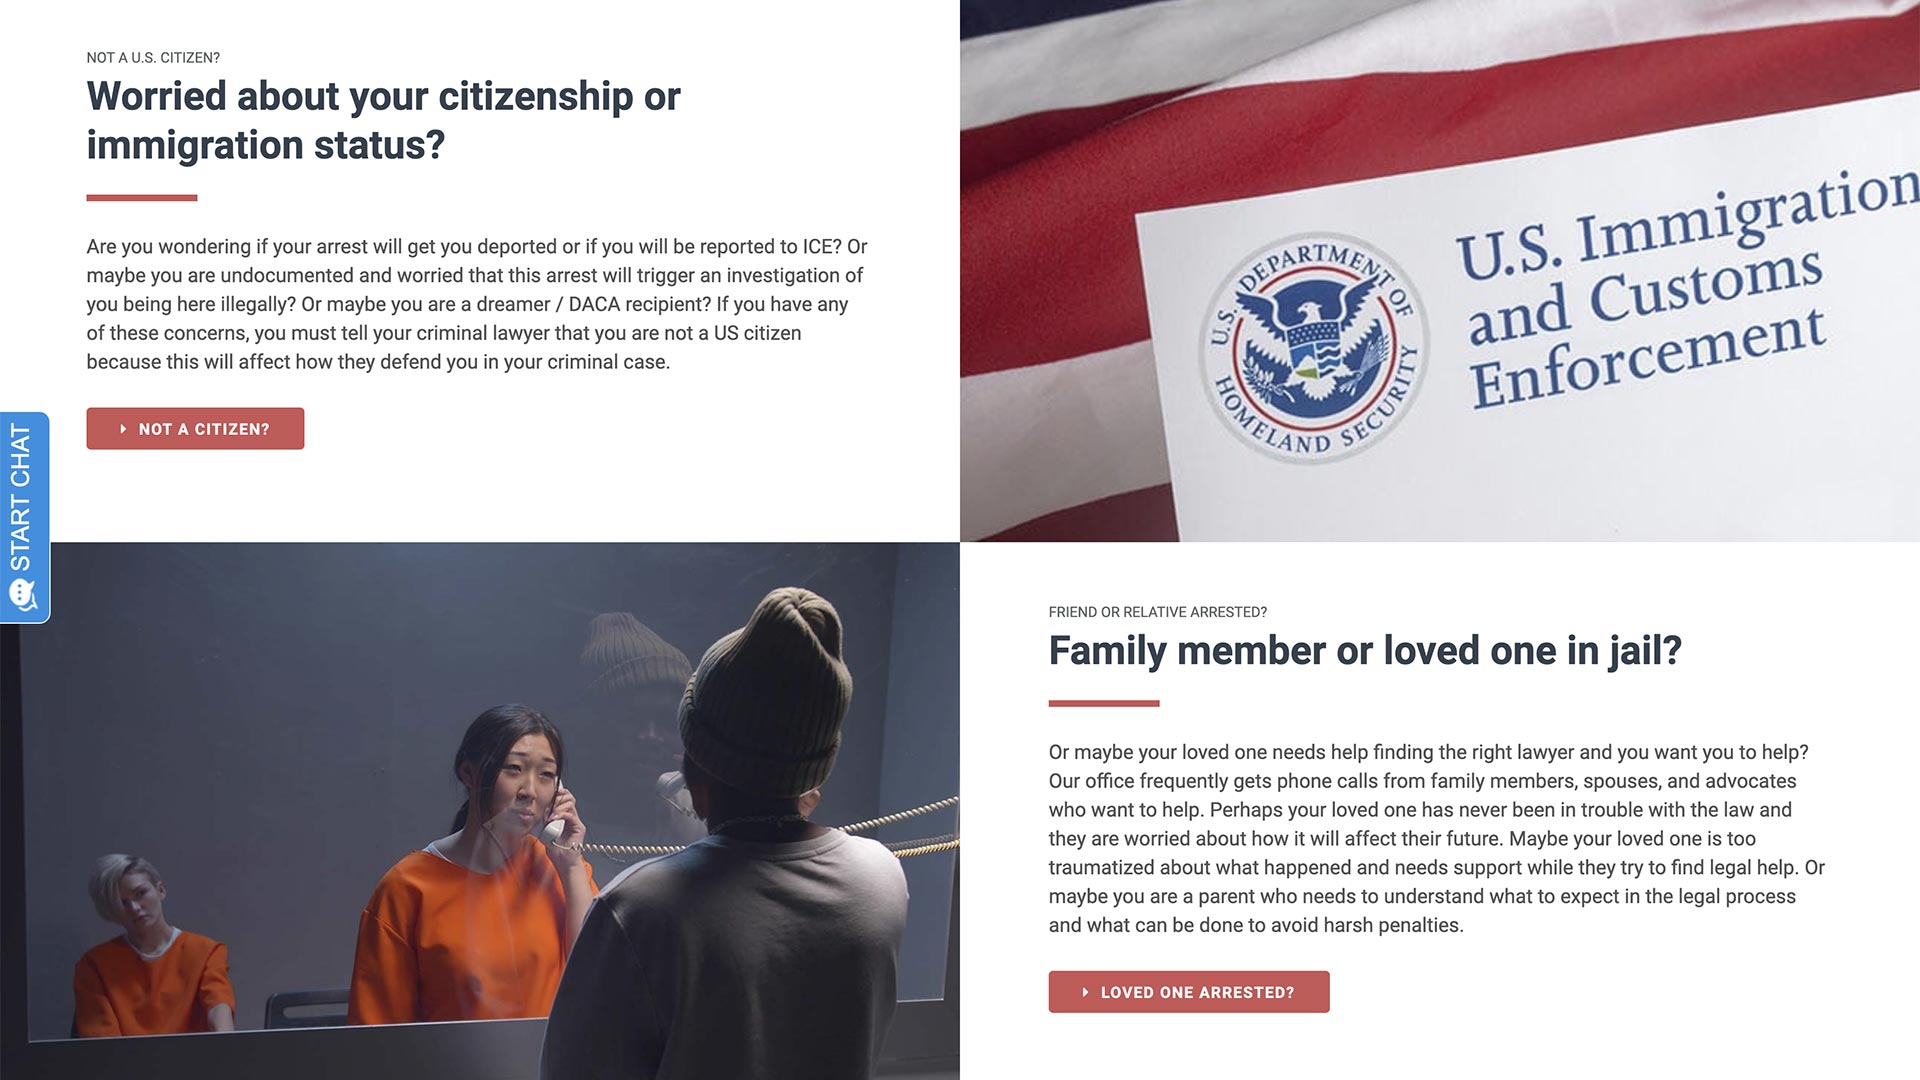 NOT A U.S. CITIZEN?
Worried about your citizenship or
immigration status?
Are you wondering if your arrest will get you deported or if you will be reported to ICE? Or
maybe you are undocumented and worried that this arrest will trigger an investigation of
you being here illegally? Or maybe you are a dreamer / DACA recipient? If you have any
of these concerns, you must tell your criminal lawyer that you are not a US citizen
because this will affect how they defend you in your criminal case.
NOT A CITIZEN?
START CHAT
U.S. DEPARTMENT OF
HOMELAND SECURITY
U.S. Immigration
and Customs
Enforcement
FRIEND OR RELATIVE ARRESTED?
Family member or loved one in jail?
Or maybe your loved one needs help finding the right lawyer and you want you to help?
Our office frequently gets phone calls from family members, spouses, and advocates
who want to help. Perhaps your loved one has never been in trouble with the law and
they are worried about how it will affect their future. Maybe your loved one is too
traumatized about what happened and needs support while they try to find legal help. Or
maybe you are a parent who needs to understand what to expect in the legal process
and what can be done to avoid harsh penalties.
LOVED ONE ARRESTED?